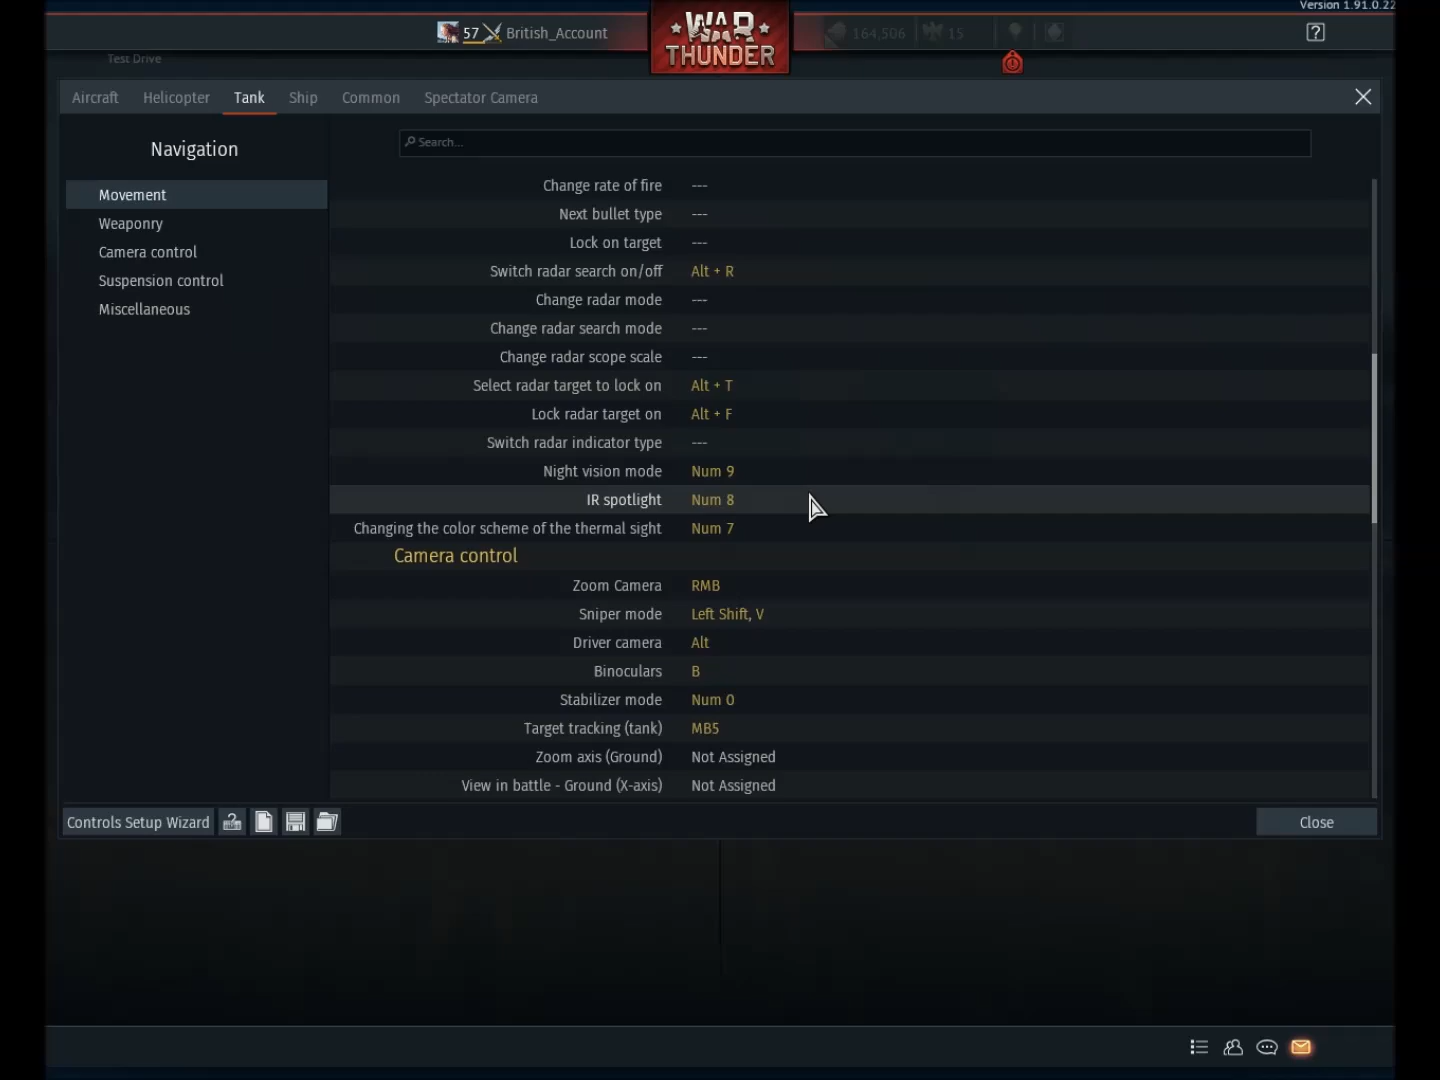 Version 1.91.0.22
57 British_Account
WAR
THUNDER
164,506
15
Test Drive
Aircraft Helicopter Tank Ship Common Spectator Camera
Navigation
Search...
Movement
Weaponry
Camera control
Suspension control
Miscellaneous
Change rate of fire ---
Next bullet type ---
Lock on target ---
Switch radar search on/off Alt + R
Change radar mode ---
Change radar search mode ---
Change radar scope scale ---
Select radar target to lock on Alt + T
Lock radar target on Alt + F
Switch radar indicator type ---
Night vision mode Num 9
IR spotlight Num 8
Changing the color scheme of the thermal sight Num 7
Camera control
Zoom Camera RMB
Sniper mode Left Shift, V
Driver camera Alt
Binoculars B
Stabilizer mode Num 0
Target tracking (tank) MB5
Zoom axis (Ground) Not Assigned
View in battle - Ground (X-axis) Not Assigned
Controls Setup Wizard
Close